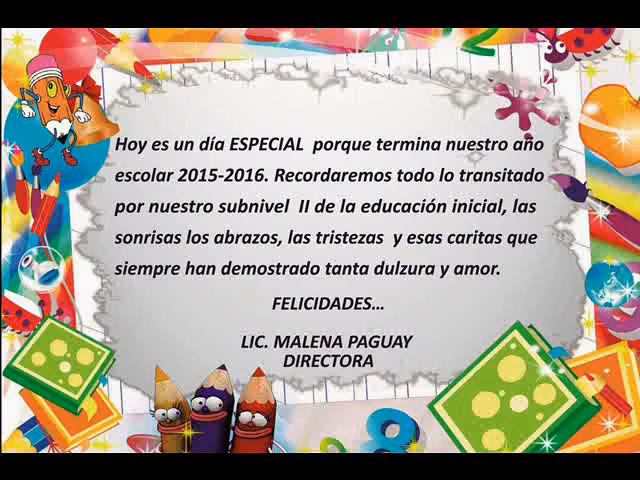 Hoy es un día ESPECIAL porque termina nuestro año
escolar 2015-2016. Recordaremos todo lo transitado
por nuestro subnivel II de la educación inicial, las
sonrisas los abrazos, las tristezas y esas caritas que
siempre han demostrado tanta dulzura y amor.
FELICIDADES...
LIC. MALENA PAGUAY
DIRECTORA
2
8